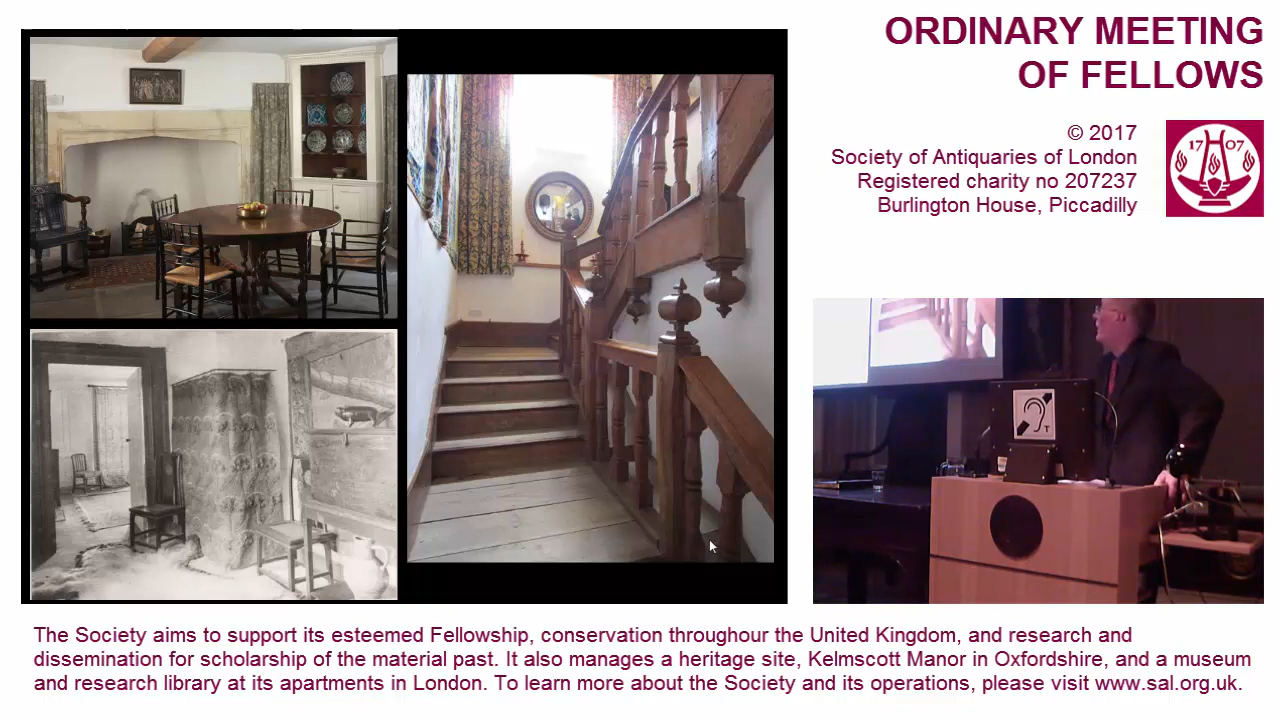 ORDINARY MEETING
OF FELLOWS
© 2017
Society of Antiquaries of London
Registered charity no 207237
Burlington House, Piccadilly
17 07
T
The Society aims to support its esteemed Fellowship, conservation throughour the United Kingdom, and research and
dissemination for scholarship of the material past. It also manages a heritage site, Kelmscott Manor in Oxfordshire, and a museum
and research library at its apartments in London. To learn more about the Society and its operations, please visit www.sal.org.uk.